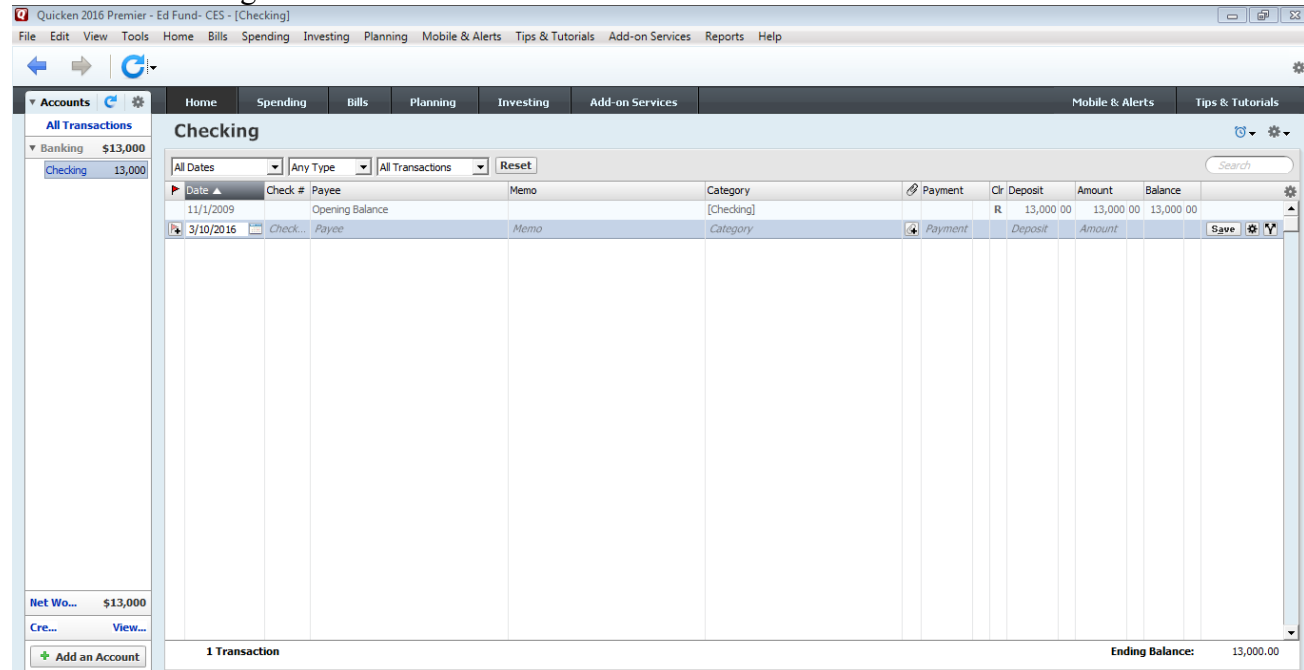 Quicken 2016 Premier - Ed Fund- CES - [Checking]
File Edit View Tools Home Bills Spending Investing Planning Mobile & Alerts Tips & Tutorials Add-on Services Reports Help
Accounts Home Spending Bills Planning Investing Add-on Services Mobile & Alerts Tips & Tutorials
All Transactions
Checking
Banking $13,000
Checking 13,000
All Dates Any Type All Transactions Reset Search
Date Check # Payee Memo Category Payment Clr Deposit Amount Balance
11/1/2009 Opening Balance [Checking] R 13,000 00 13,000 00 13,000 00
3/10/2016 Check... Payee Memo Category Payment Deposit Amount Save
Net Wo... $13,000
Cre... View...
Add an Account
1 Transaction Ending Balance: 13,000.00